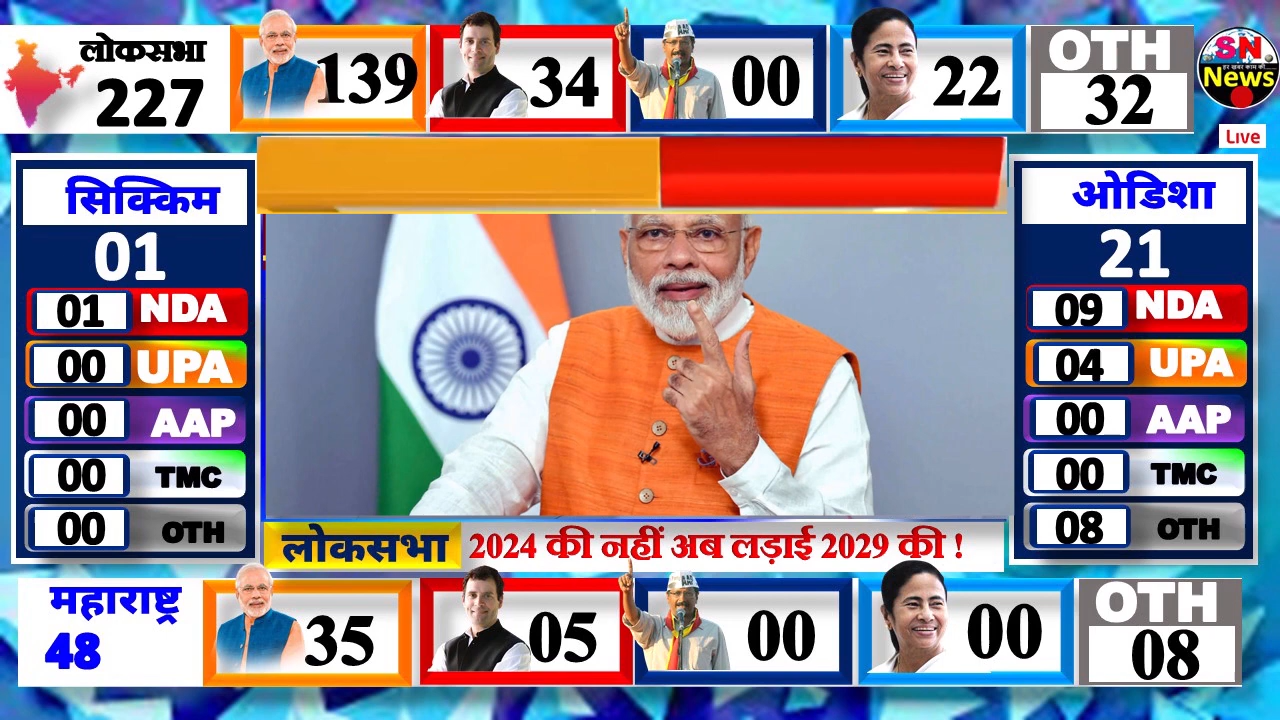 लोकसभा
227
139
34
00
22
OTH
32
SN.
हर खबर काम की
News
Live
सिक्किम
01
01 NDA
00 UPA
00 AAP
00 TMC
00 OTH
ओडिशा
21
09 NDA
04 UPA
00 AAP
00 TMC
08 OTH
लोकसभा 2024 की नहीं अब लड़ाई 2029 की !
महाराष्ट्र
48
35
05
00
00
OTH
08